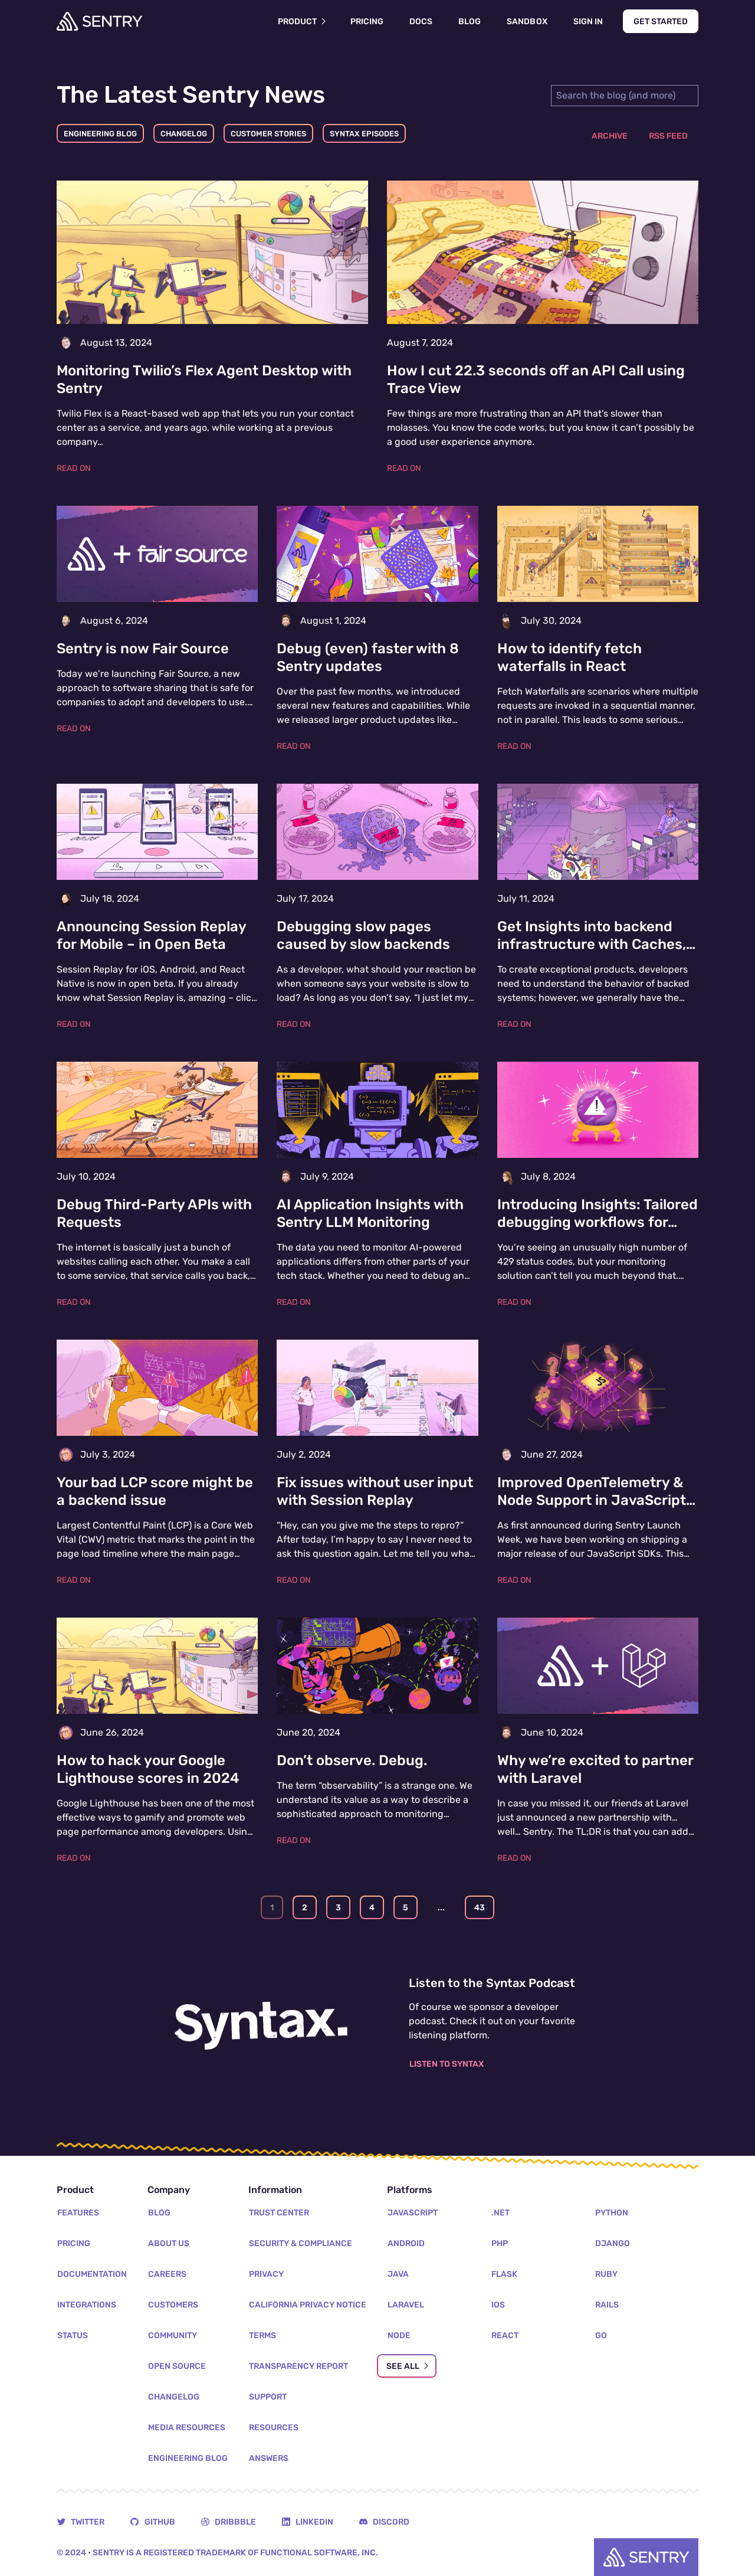 SENTRY
PRODUCT
PRICING
DOCS
BLOG
SANDBOX
SIGN IN
GET STARTED
The Latest Sentry News
Search the blog (and more)
ENGINEERING BLOG
CHANGELOG
CUSTOMER STORIES
SYNTAX EPISODES
ARCHIVE
RSS FEED
August 13, 2024
Monitoring Twilio’s Flex Agent Desktop with
Sentry
Twilio Flex is a React-based web app that lets you run your contact
center as a service, and years ago, while working at a previous
company…
READ ON
August 7, 2024
How I cut 22.3 seconds off an API Call using
Trace View
Few things are more frustrating than an API that’s slower than
molasses. You know the code works, but you know it can’t possibly be
a good user experience anymore.
READ ON
+ fair source
August 6, 2024
Sentry is now Fair Source
Today we’re launching Fair Source, a new
approach to software sharing that is safe for
companies to adopt and developers to use.…
READ ON
August 1, 2024
Debug (even) faster with 8
Sentry updates
Over the past few months, we introduced
several new features and capabilities. While
we released larger product updates like…
READ ON
July 30, 2024
How to identify fetch
waterfalls in React
Fetch Waterfalls are scenarios where multiple
requests are invoked in a sequential manner,
not in parallel. This leads to some serious…
READ ON
July 18, 2024
Announcing Session Replay
for Mobile – in Open Beta
Session Replay for iOS, Android, and React
Native is now in open beta. If you already
know what Session Replay is, amazing – clic…
READ ON
July 17, 2024
Debugging slow pages
caused by slow backends
As a developer, what should your reaction be
when someone says your website is slow to
load? As long as you don’t say, “I just let my…
READ ON
July 11, 2024
Get Insights into backend
infrastructure with Caches,…
To create exceptional products, developers
need to understand the behavior of backed
systems; however, we generally have the…
READ ON
July 10, 2024
Debug Third-Party APIs with
Requests
The internet is basically just a bunch of
websites calling each other. You make a call
to some service, that service calls you back,…
READ ON
July 9, 2024
AI Application Insights with
Sentry LLM Monitoring
The data you need to monitor AI-powered
applications differs from other parts of your
tech stack. Whether you need to debug an…
READ ON
July 8, 2024
Introducing Insights: Tailored
debugging workflows for…
You’re seeing an unusually high number of
429 status codes, but your monitoring
solution can’t tell you much beyond that.…
READ ON
July 3, 2024
Your bad LCP score might be
a backend issue
Largest Contentful Paint (LCP) is a Core Web
Vital (CWV) metric that marks the point in the
page load timeline where the main page…
READ ON
July 2, 2024
Fix issues without user input
with Session Replay
“Hey, can you give me the steps to repro?”
After today, I’m happy to say I never need to
ask this question again. Let me tell you wha…
READ ON
June 27, 2024
Improved OpenTelemetry &
Node Support in JavaScript…
As first announced during Sentry Launch
Week, we have been working on shipping a
major release of our JavaScript SDKs. This…
READ ON
June 26, 2024
How to hack your Google
Lighthouse scores in 2024
Google Lighthouse has been one of the most
effective ways to gamify and promote web
page performance among developers. Usin…
READ ON
June 20, 2024
Don’t observe. Debug.
The term “observability” is a strange one. We
understand its value as a way to describe a
sophisticated approach to monitoring…
READ ON
+
June 10, 2024
Why we’re excited to partner
with Laravel
In case you missed it, our friends at Laravel
just announced a new partnership with…
well… Sentry. The TL;DR is that you can add…
READ ON
1
2
3
4
5
...
43
Syntax.
Listen to the Syntax Podcast
Of course we sponsor a developer
podcast. Check it out on your favorite
listening platform.
LISTEN TO SYNTAX
Product
FEATURES
PRICING
DOCUMENTATION
INTEGRATIONS
STATUS
Company
BLOG
ABOUT US
CAREERS
CUSTOMERS
COMMUNITY
OPEN SOURCE
CHANGELOG
MEDIA RESOURCES
ENGINEERING BLOG
Information
TRUST CENTER
SECURITY & COMPLIANCE
PRIVACY
CALIFORNIA PRIVACY NOTICE
TERMS
TRANSPARENCY REPORT
SUPPORT
RESOURCES
ANSWERS
Platforms
JAVASCRIPT
ANDROID
JAVA
LARAVEL
NODE
.NET
PHP
FLASK
IOS
REACT
PYTHON
DJANGO
RUBY
RAILS
GO
SEE ALL
TWITTER
GITHUB
DRIBBBLE
LINKEDIN
DISCORD
© 2024 • SENTRY IS A REGISTERED TRADEMARK OF FUNCTIONAL SOFTWARE, INC.
SENTRY